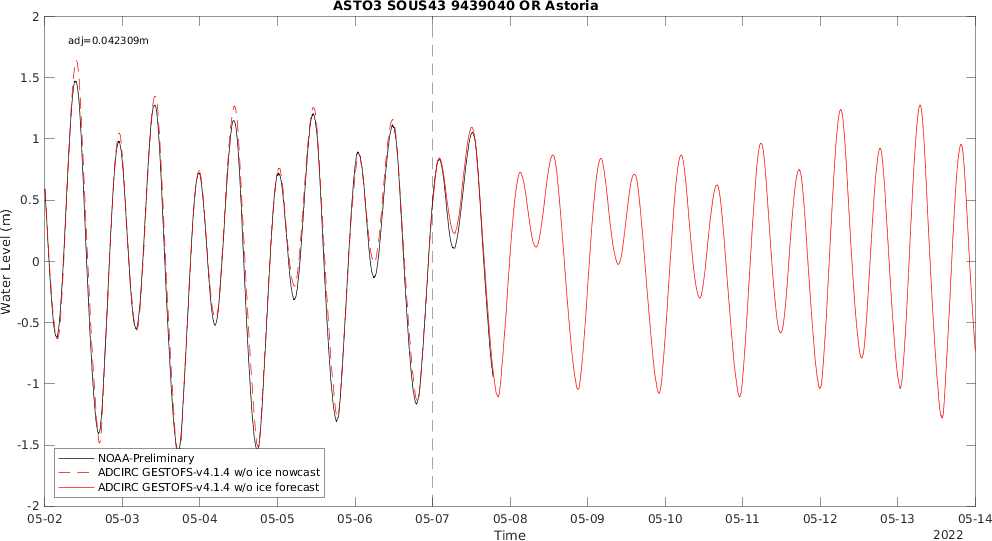 ASTO3 SOUS43 9439040 OR Astoria
adj=0.042309m
Water Level (m)
2
1.5
1
0.5
0
-0.5
-1
-1.5
-2
NOAA-Preliminary
ADCIRC GESTOFS-v4.1.4 w/o ice nowcast
ADCIRC GESTOFS-v4.1.4 w/o ice forecast
05-02 05-03 05-04 05-05 05-06 05-07 05-08 05-09 05-10 05-11 05-12 05-13 05-14
Time
2022